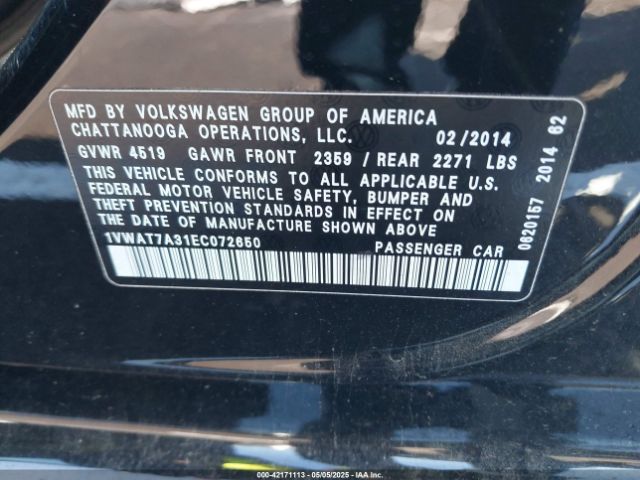 MFD BY VOLKSWAGEN GROUP OF AMERICA
CHATTANOOGA OPERATIONS, LLC. 02/2014
GVWR 4519 GAWR FRONT 2359 / REAR 2271 LBS
THIS VEHICLE CONFORMS TO ALL APPLICABLE U.S.
FEDERAL MOTOR VEHICLE SAFETY, BUMPER AND
THEFT PREVENTION STANDARDS IN EFFECT ON
THE DATE OF MANUFACTURE SHOWN ABOVE
1VWAT7A31EC072650 PASSENGER CAR
0620157 2014 62
000-42171113 - 05/05/2025 - IAAI.COM